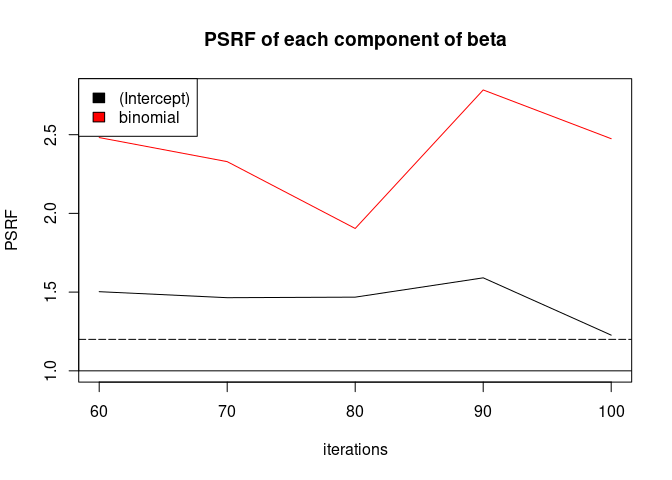 PSRF of each component of beta
(Intercept)
binomial
PSRF
2.5
2.0
1.5
1.0
60 70 80 90 100
iterations